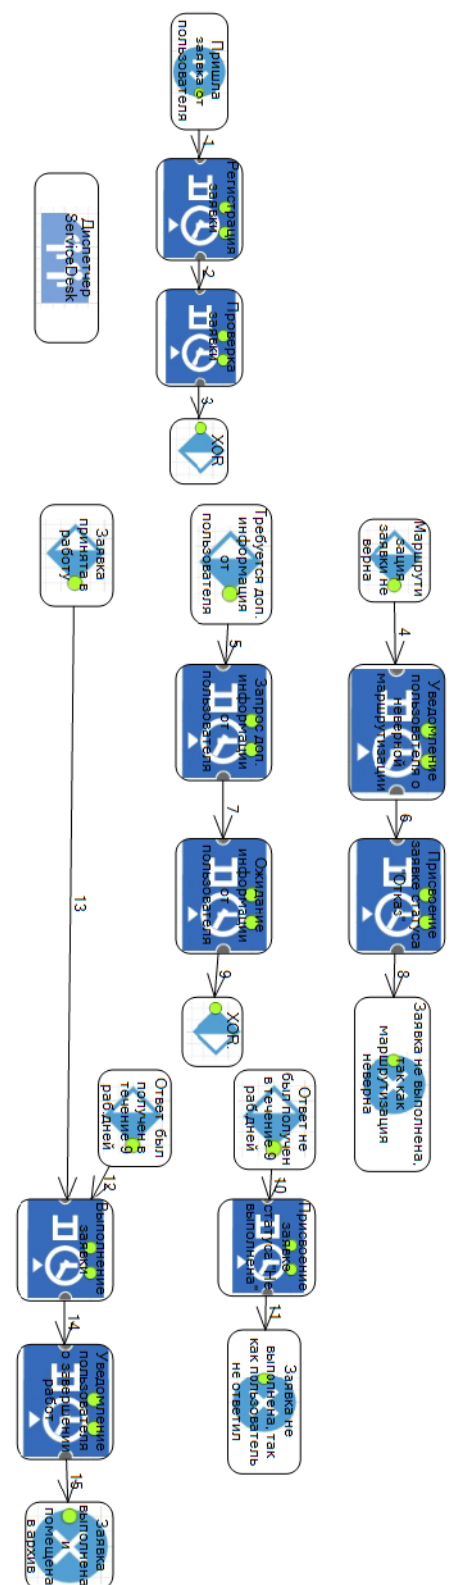 Пришла
заявка от
пользователя
1
Регистрация
заявки
2
Проверка
заявки
3
XOR
Диспетчер
ServiceDesk
Маршрути
зация
заявки не
верна
4
Уведомление
пользователя о
неверной
маршрутизации
6
Присвоение
заявке статуса
"Отказ"
8
Заявка не выполнена,
так как
маршрутизация
неверна
Требуется доп.
информация
от
пользователя
5
Запрос доп.
информации
от
пользователя
7
Ожидание
информации
от
пользователя
9
XOR.
Ответ не
был получен
в течение 9
раб.дней
10
Присвоение
заявке
статуса "не
выполнена"
11
Заявка не
выполнена, так
как пользователь
не ответил
Ответ был
получен в
течение 9
раб.дней
12
Заявка
принята в
работу
13
Выполнение
заявки
14
Уведомление
пользователя
о завершении
работ
15
Заявка
выполнена
и
помещена
в архив